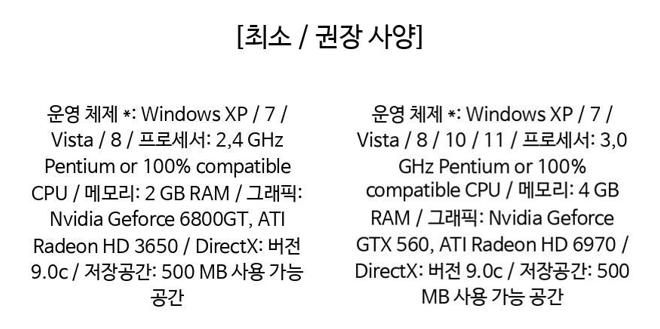 [최소 / 권장 사양]
운영 체제 *: Windows XP / 7 /
Vista / 8 / 프로세서: 2,4 GHz
Pentium or 100% compatible
CPU / 메모리: 2 GB RAM / 그래픽:
Nvidia Geforce 6800GT, ATI
Radeon HD 3650 / DirectX: 버전
9.0c / 저장공간: 500 MB 사용 가능
공간
운영 체제 *: Windows XP / 7 /
Vista / 8 / 10 / 11 / 프로세서: 3,0
GHz Pentium or 100%
compatible CPU / 메모리: 4 GB
RAM / 그래픽: Nvidia Geforce
GTX 560, ATI Radeon HD 6970 /
DirectX: 버전 9.0c / 저장공간: 500
MB 사용 가능 공간